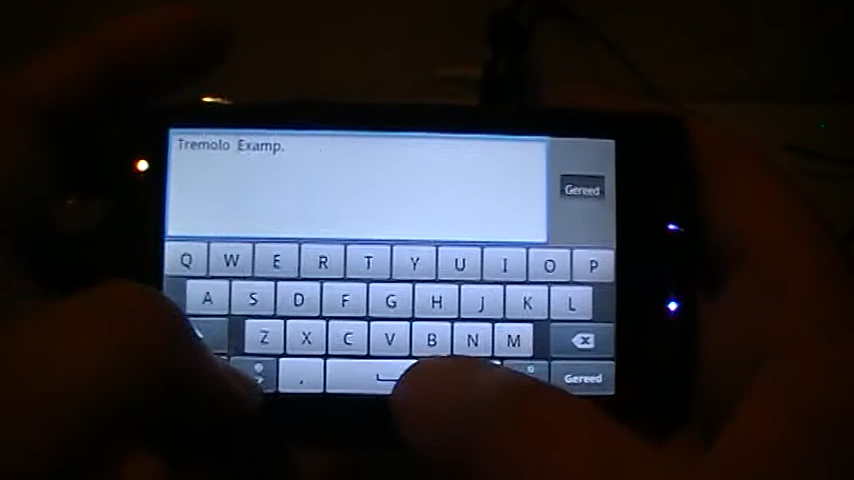 Tremolo Examp.
Gereed
Q W E R T Y U I O P
A S D F G H J K L
Z X C V B N M
, Gereed